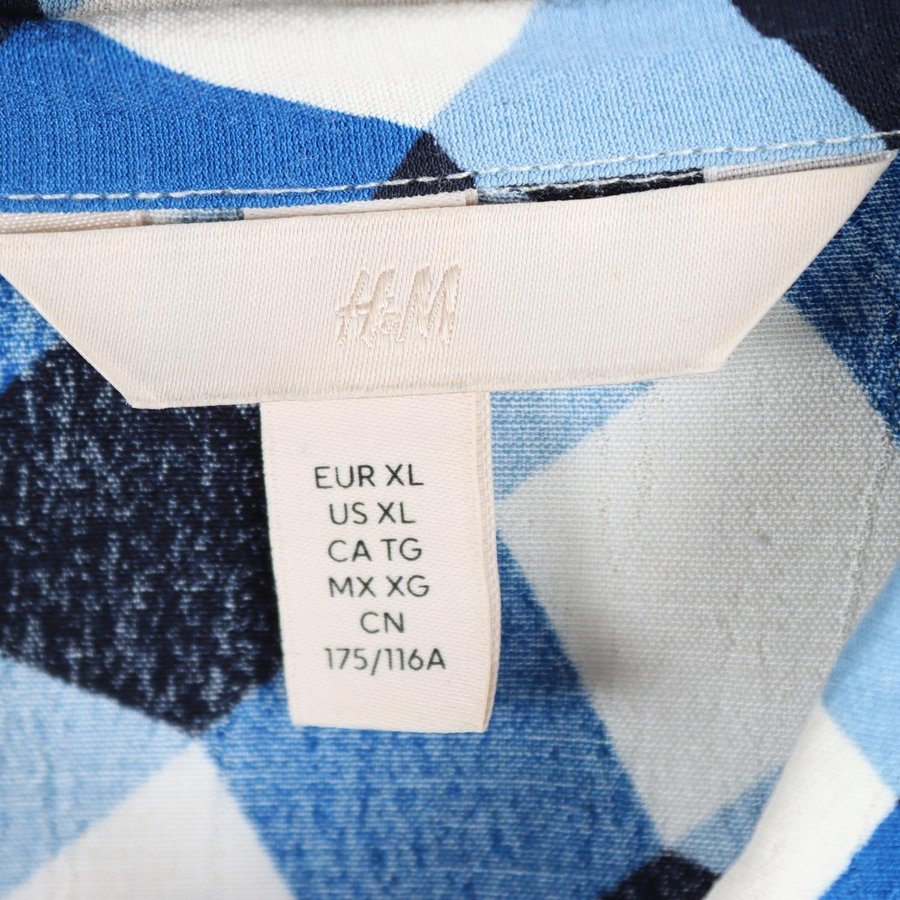 H&M
EUR XL
US XL
CA TG
MX XG
CN
175/116A